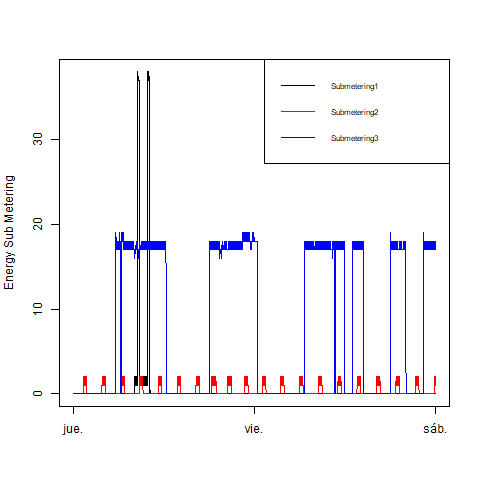 Submetering1
Submetering2
Submetering3
Energy Sub Metering
30
20
10
0
jue.
vie.
sáb.